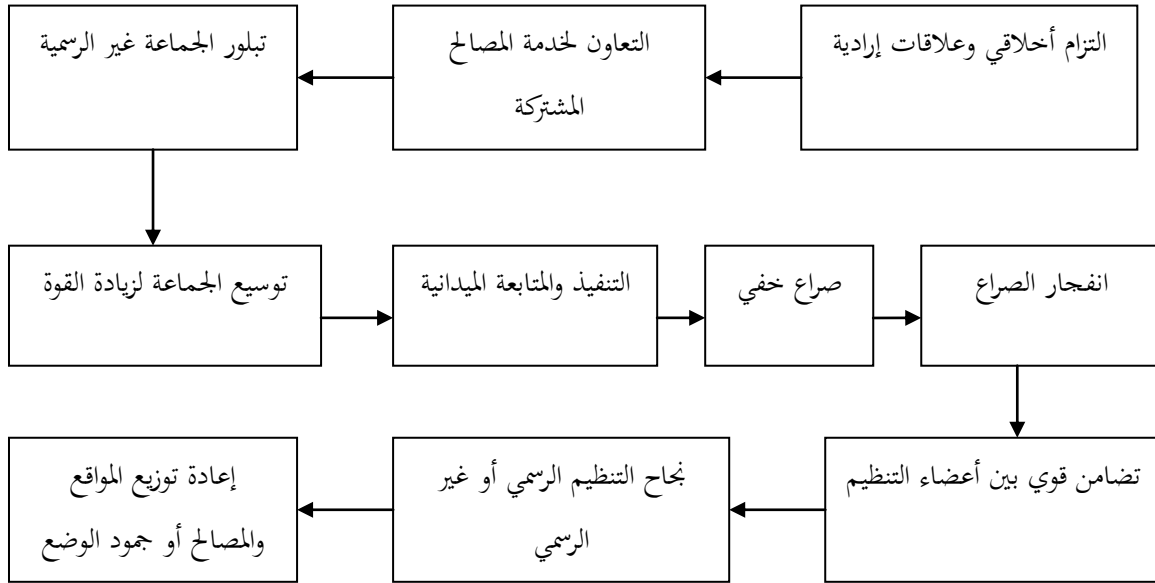 التزام أخلاقي وعلاقات إرادية
التعاون لخدمة المصالح
المشتركة
تبلور الجماعة غير الرسمية
توسيع الجماعة لزيادة القوة
التنفيذ والمتابعة الميدانية
صراع خفي
انفجار الصراع
تضامن قوي بين أعضاء التنظيم
نجاح التنظيم الرسمي أو غير
الرسمي
إعادة توزيع المواقع
والمصالح أو جمود الوضع